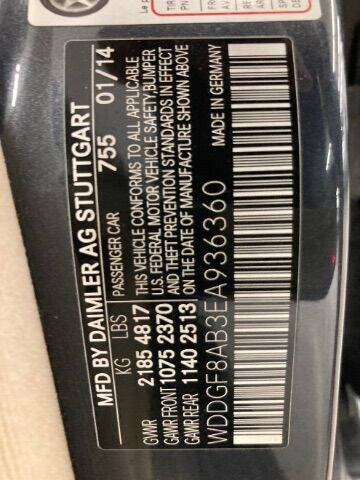 MFD BY DAIMLER AG STUTTGART 755 01/14
KG LBS PASSENGER CAR
GVWR 2185 4817 THIS VEHICLE CONFORMS TO ALL APPLICABLE
GAWR FRONT 1075 2370 U.S. FEDERAL MOTOR VEHICLE SAFETY,BUMPER
GAWR REAR 1140 2513 AND THEFT PREVENTION STANDARDS IN EFFECT
ON THE DATE OF MANUFACTURE SHOWN ABOVE
WDDGF8AB3EA936360 MADE IN GERMANY